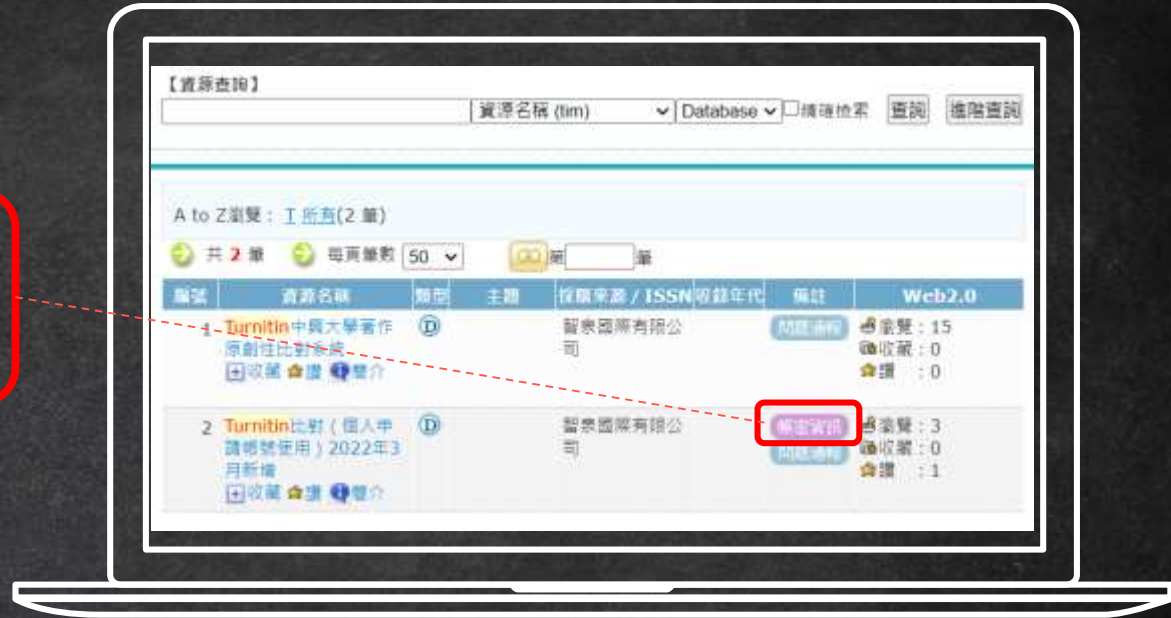 【資源查詢】
資源名稱 (tim) Database 精確檢索 查詢 進階查詢
A to Z瀏覽： T 所有(2 筆)
共 2 筆 每頁筆數 50 第 筆
編號 資源名稱 類型 主題 採購來源 / ISSN 收錄年代 備註 Web2.0
1 Turnitin中興大學著作 D 智泉國際有限公 問題通報 瀏覽：15
原創性比對系統 司 收藏：0
收藏 讚 簡介 讚 ：0
2 Turnitin比對 ( 個人申 D 智泉國際有限公 帳密資訊 瀏覽：3
請帳號使用 ) 2022年3 司 問題通報 收藏：0
月新增 讚 ：1
收藏 讚 簡介